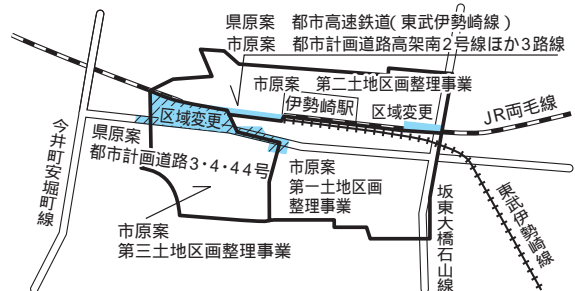 県原案 都市高速鉄道(東武伊勢崎線)
市原案 都市計画道路高架南2号線ほか3路線
市原案 第二土地区画整理事業
伊勢崎駅
区域変更
区域変更
JR両毛線
今井町安堀町線
県原案
都市計画道路3・4・44号
市原案
第一土地区画
整理事業
市原案
第三土地区画整理事業
坂東大橋石山線
東武伊勢崎線